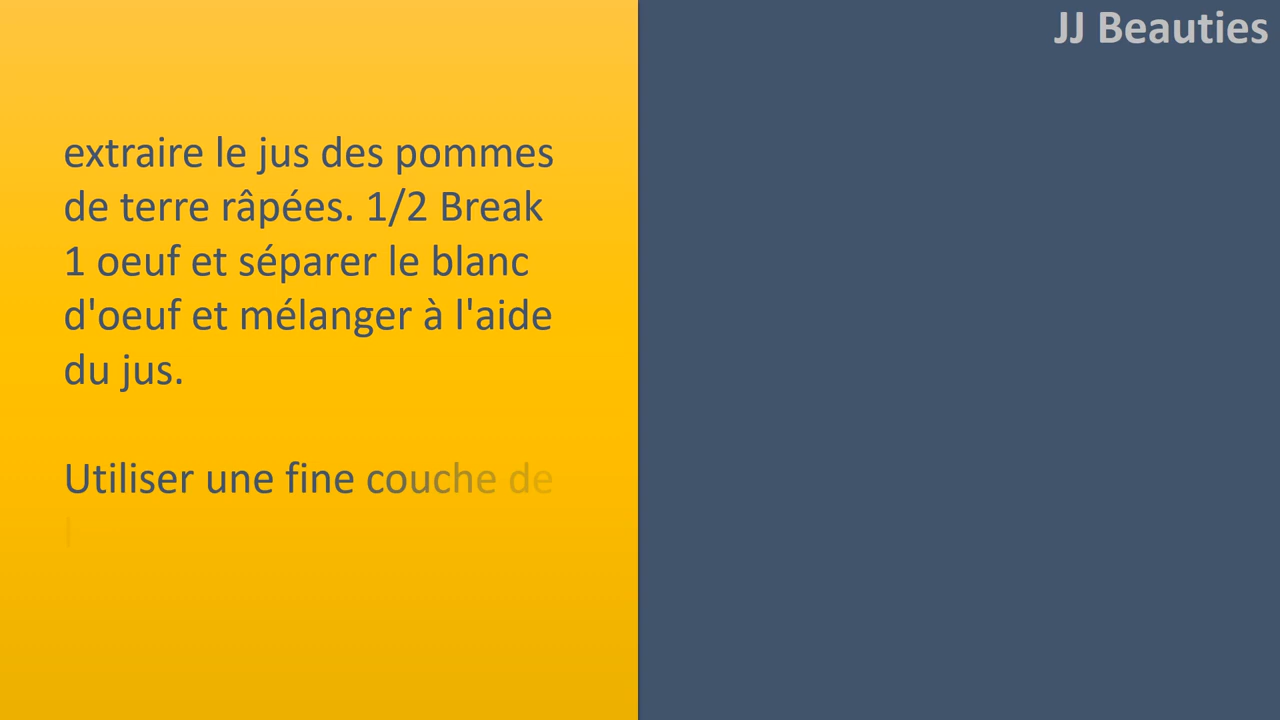 JJ Beauties
extraire le jus des pommes
de terre râpées. 1/2 Break
1 oeuf et séparer le blanc
d'oeuf et mélanger à l'aide
du jus.
Utiliser une fine couche de